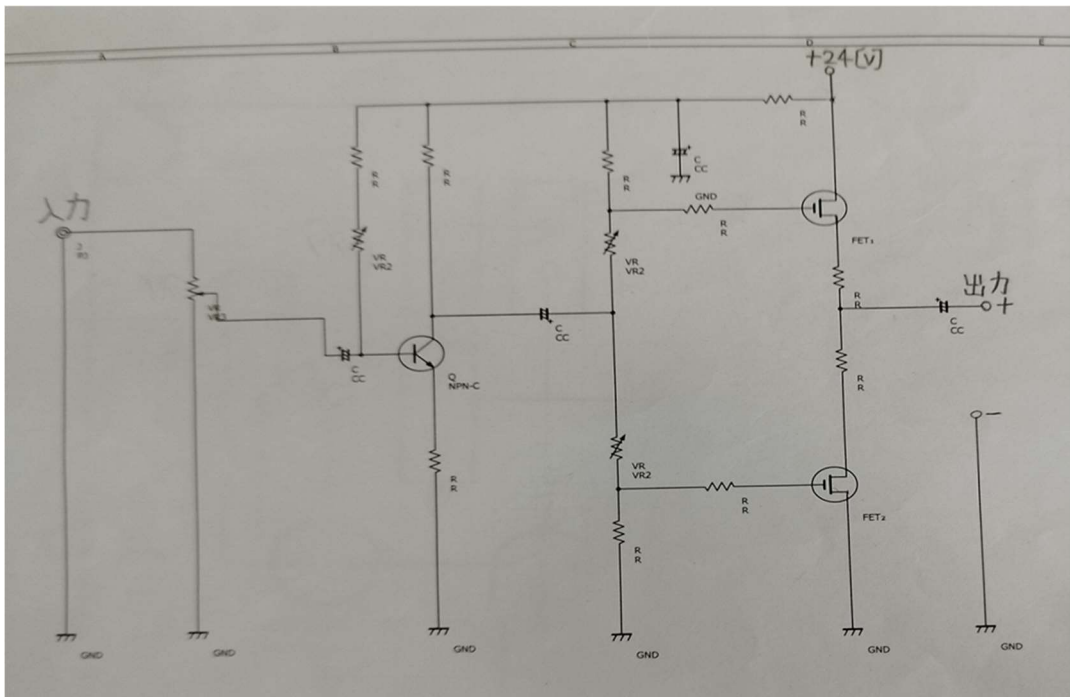 A
B
C
D
E
+24[V]
R
R
入力
J
R
R
R
R
C
CC
R
R
GND
R
R
VR
VR2
VR
VR2
FET₁
出力
R
R
+
C
CC
C
CC
C
CC
Q
NPN-C
R
R
−
VR
VR2
R
R
R
R
FET₂
R
R
GND
GND
GND
GND
GND
GND